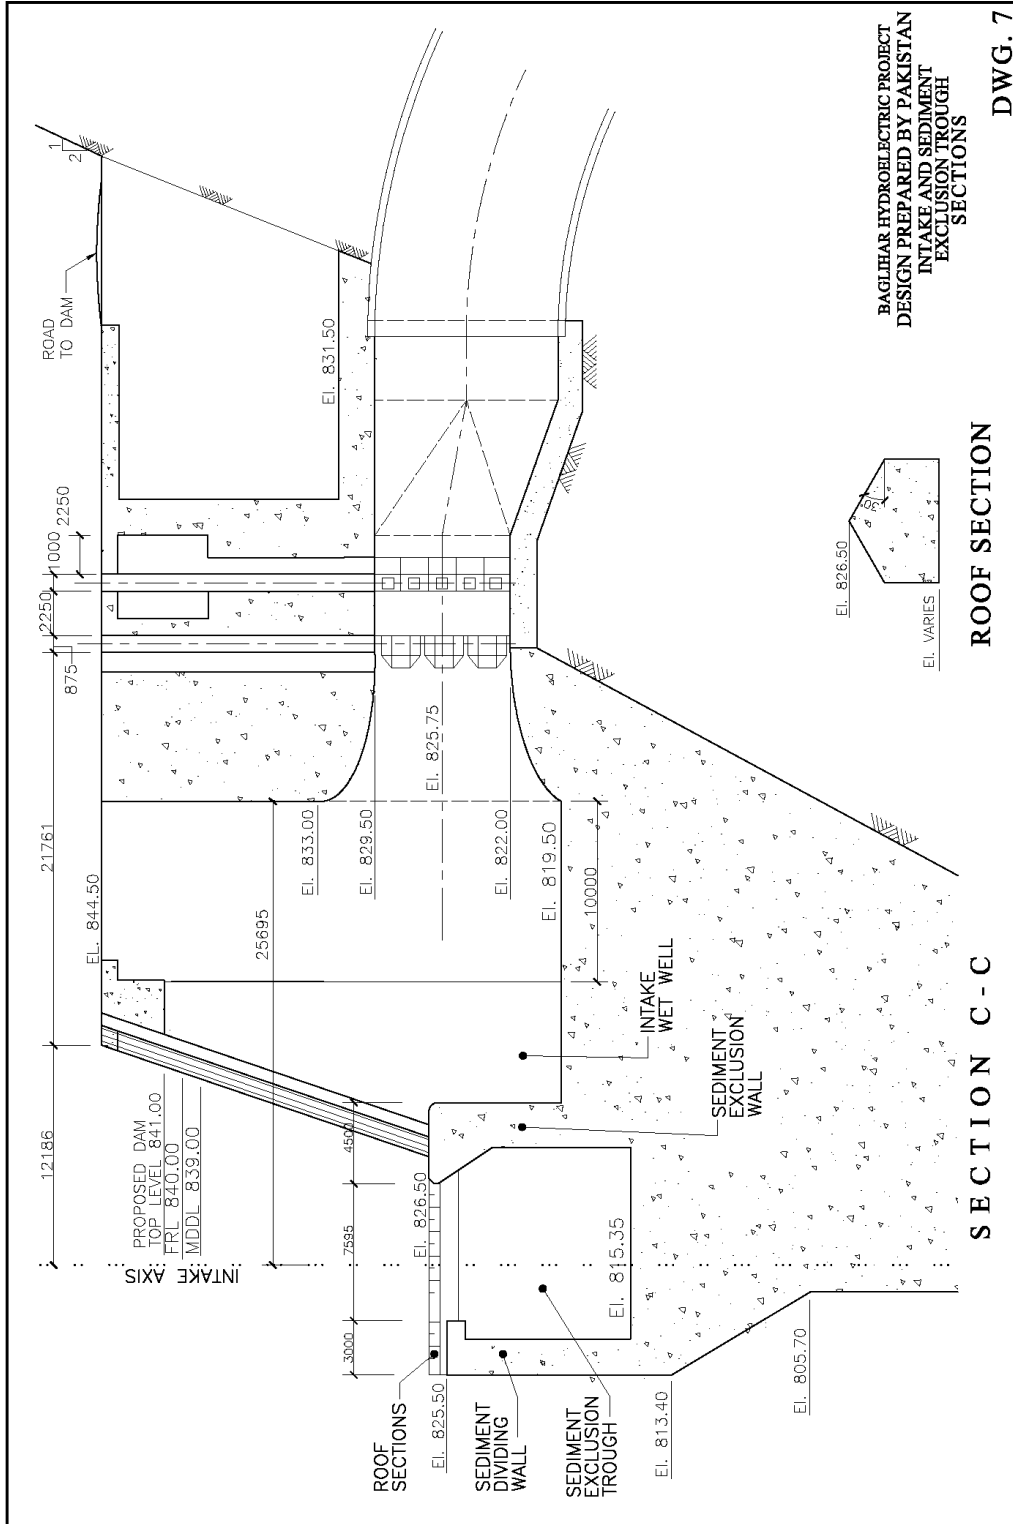 ROAD
TO DAM
1
2
2250
1000
2250
875
21761
25695
12186
EL. 844.50
PROPOSED DAM
TOP LEVEL 841.00
FRL 840.00
MDDL 839.00
INTAKE AXIS
El. 831.50
El. 833.00
El. 829.50
El. 825.75
El. 822.00
El. 819.50
10000
4500
7595
3000
El. 826.50
El. 815.35
INTAKE
WET WELL
SEDIMENT
EXCLUSION
WALL
ROOF
SECTIONS
El. 825.50
SEDIMENT
DIVIDING
WALL
SEDIMENT
EXCLUSION
TROUGH
El. 813.40
El. 805.70
SECTION C - C
El. 826.50
30°
El. VARIES
ROOF SECTION
BAGLIHAR HYDROELECTRIC PROJECT
DESIGN PREPARED BY PAKISTAN
INTAKE AND SEDIMENT
EXCLUSION TROUGH
SECTIONS
DWG. 7